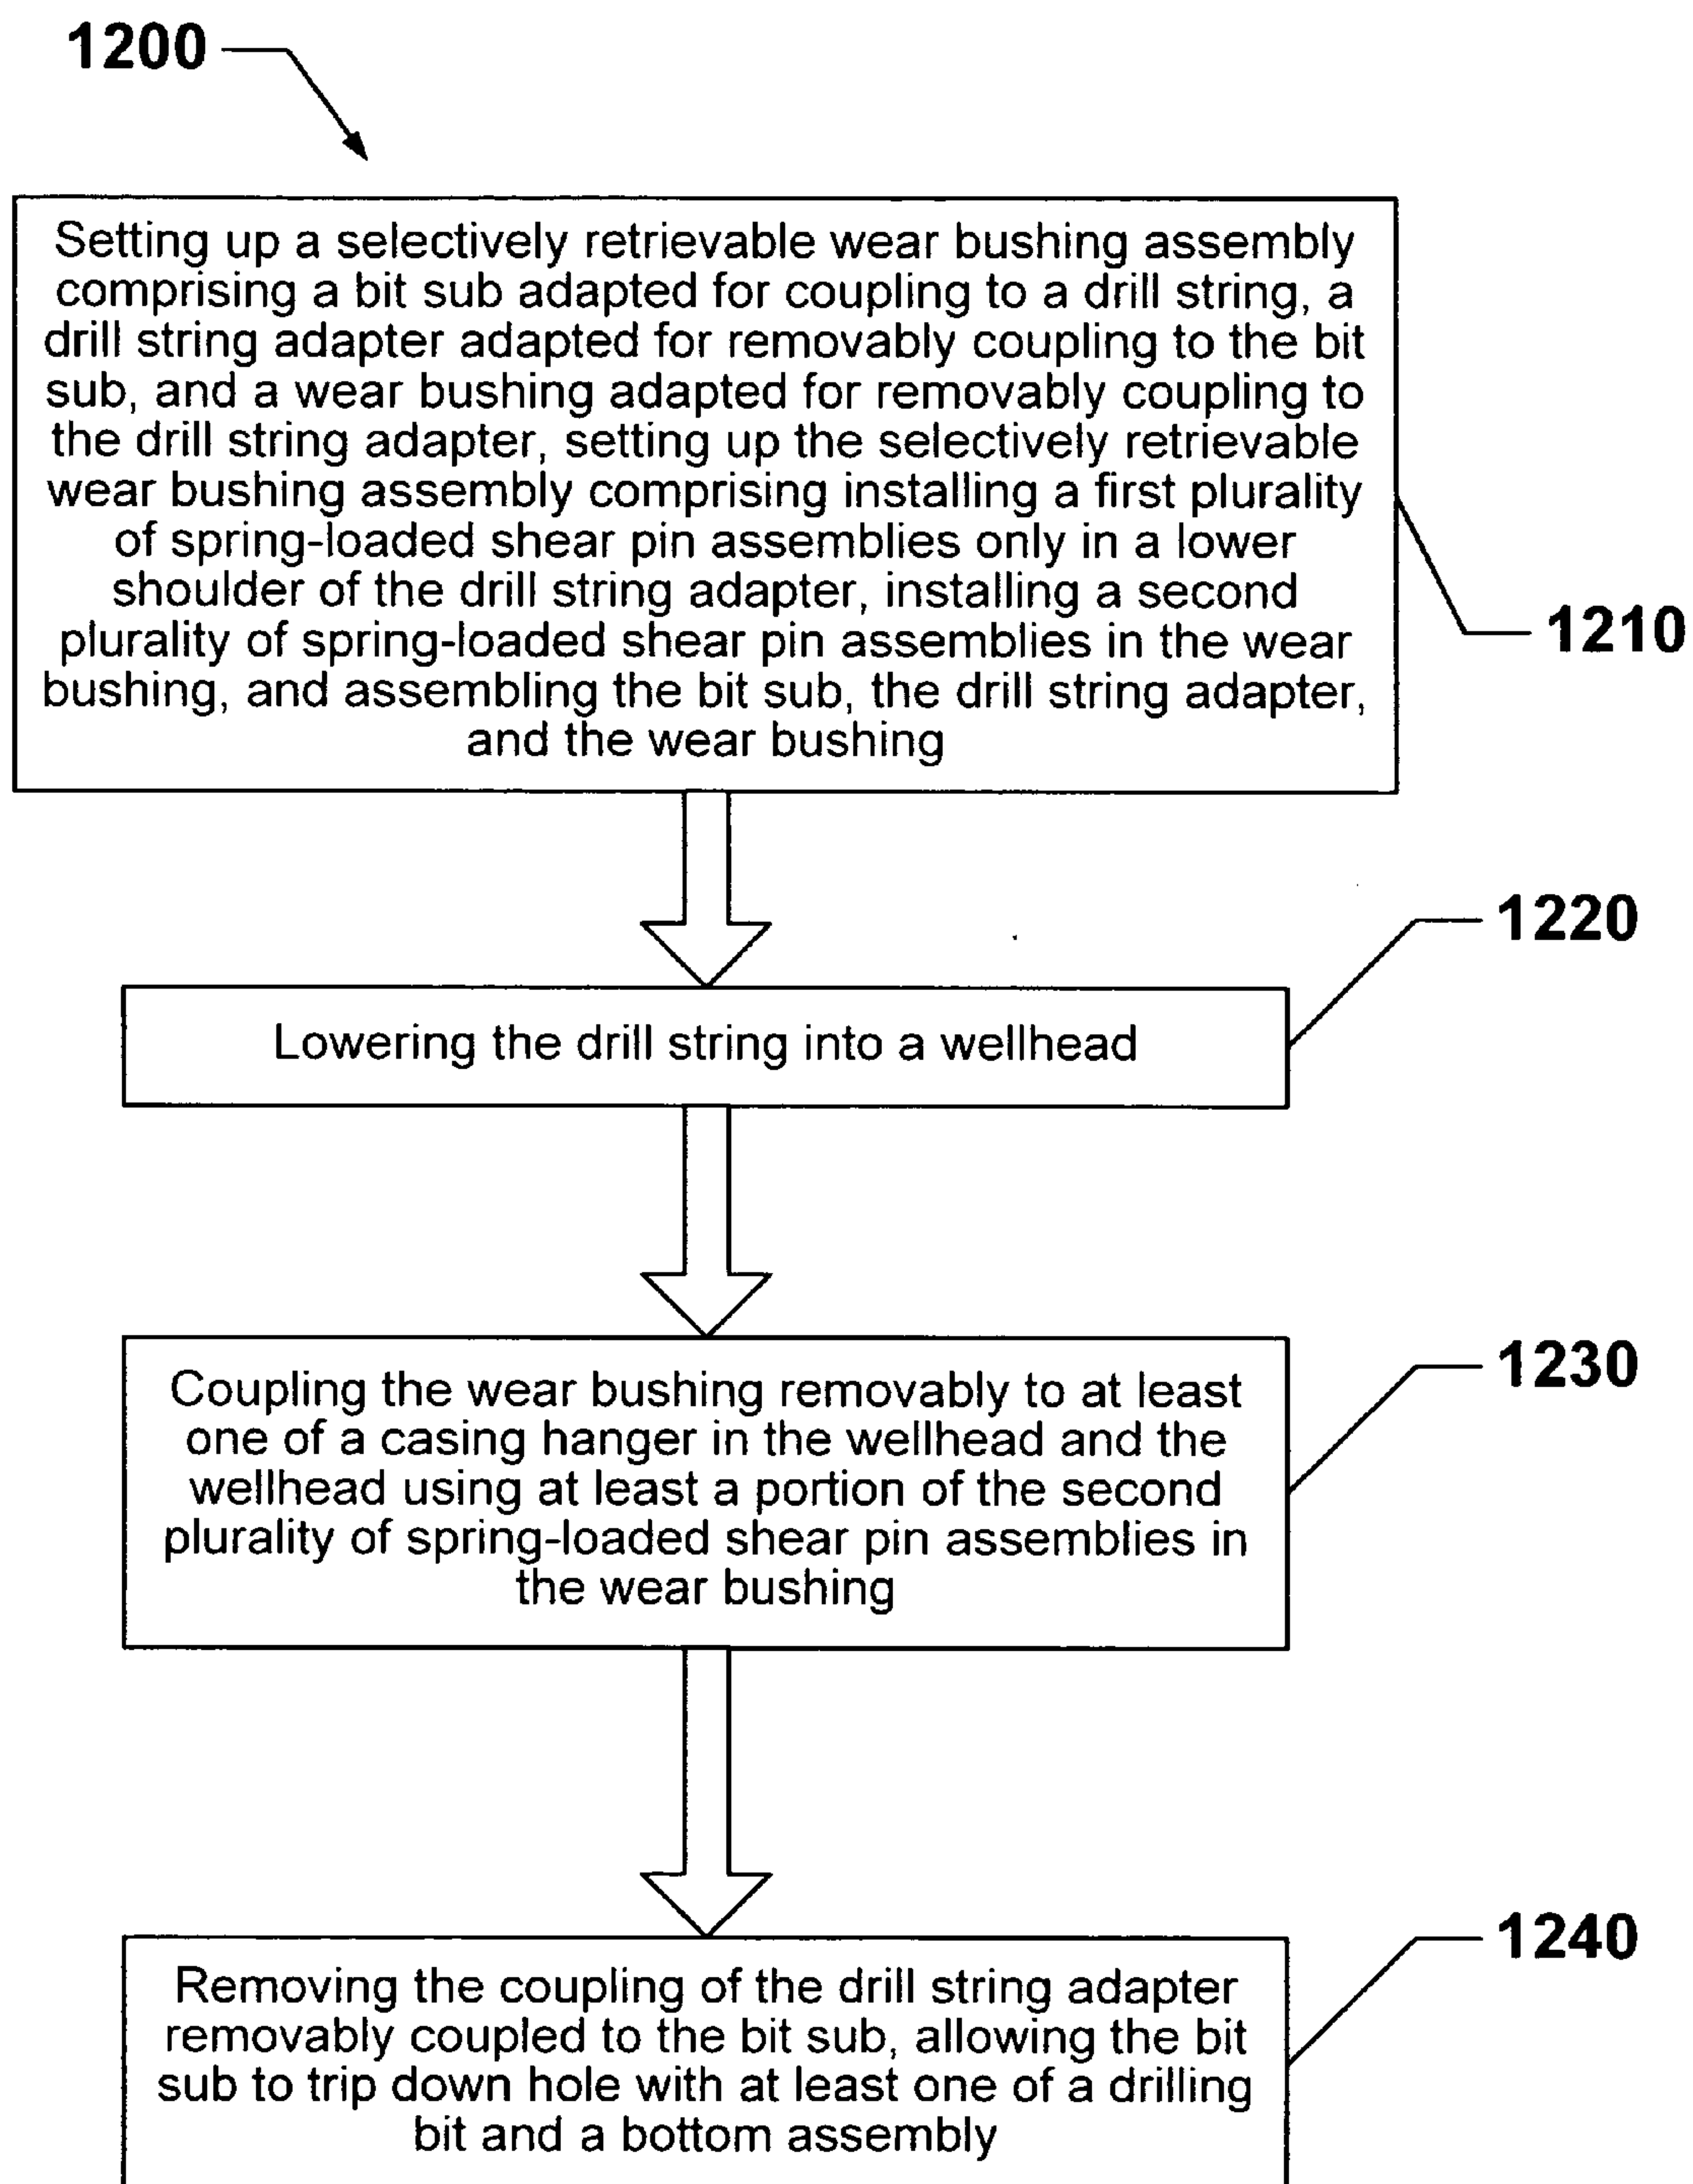 1200
Setting up a selectively retrievable wear bushing assembly
comprising a bit sub adapted for coupling to a drill string, a
drill string adapter adapted for removably coupling to the bit
sub, and a wear bushing adapted for removably coupling to
the drill string adapter, setting up the selectively retrievable
wear bushing assembly comprising installing a first plurality
of spring-loaded shear pin assemblies only in a lower
shoulder of the drill string adapter, installing a second
plurality of spring-loaded shear pin assemblies in the wear
bushing, and assembling the bit sub, the drill string adapter,
and the wear bushing
1210
1220
Lowering the drill string into a wellhead
1230
Coupling the wear bushing removably to at least
one of a casing hanger in the wellhead and the
wellhead using at least a portion of the second
plurality of spring-loaded shear pin assemblies in
the wear bushing
1240
Removing the coupling of the drill string adapter
removably coupled to the bit sub, allowing the bit
sub to trip down hole with at least one of a drilling
bit and a bottom assembly